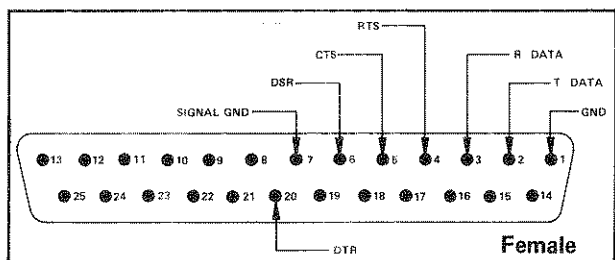 RTS
CTS
R DATA
DSR
T DATA
SIGNAL GND
GND
13 12 11 10 9 8 7 6 5 4 3 2 1
25 24 23 22 21 20 19 18 17 16 15 14
DTR
Female